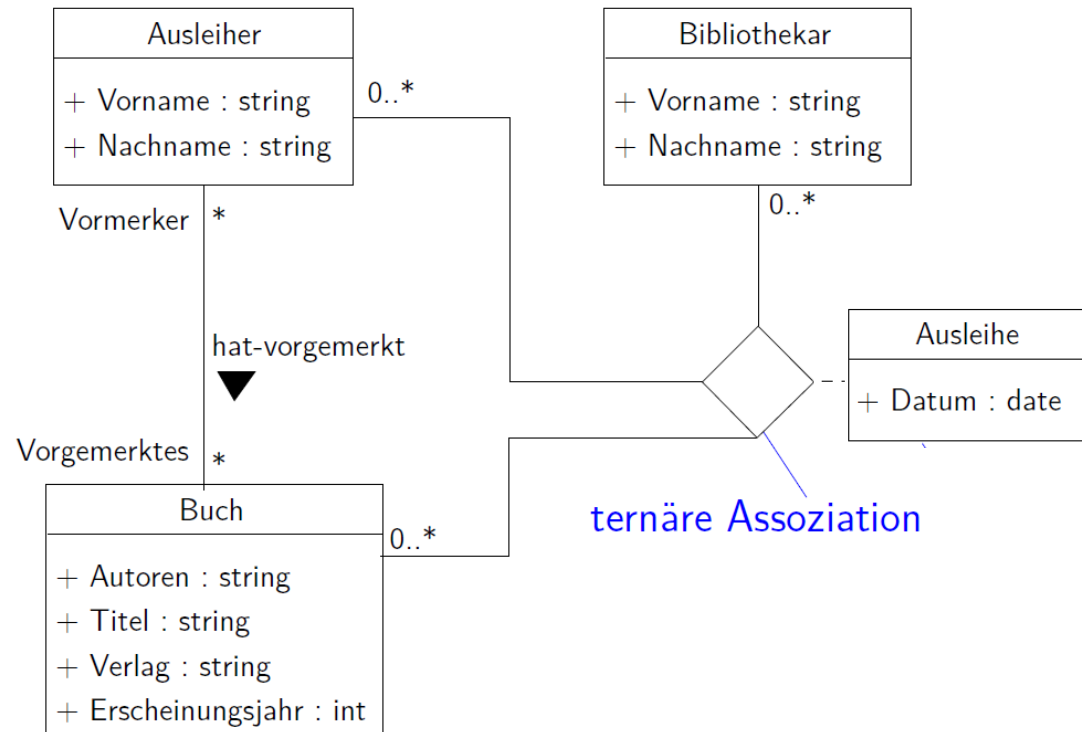 Ausleiher
+ Vorname : string
+ Nachname : string
0..*
Bibliothekar
+ Vorname : string
+ Nachname : string
0..*
Vormerker *
hat-vorgemerkt
Vorgemerktes *
Ausleihe
+ Datum : date
ternäre Assoziation
Buch
0..*
+ Autoren : string
+ Titel : string
+ Verlag : string
+ Erscheinungsjahr : int